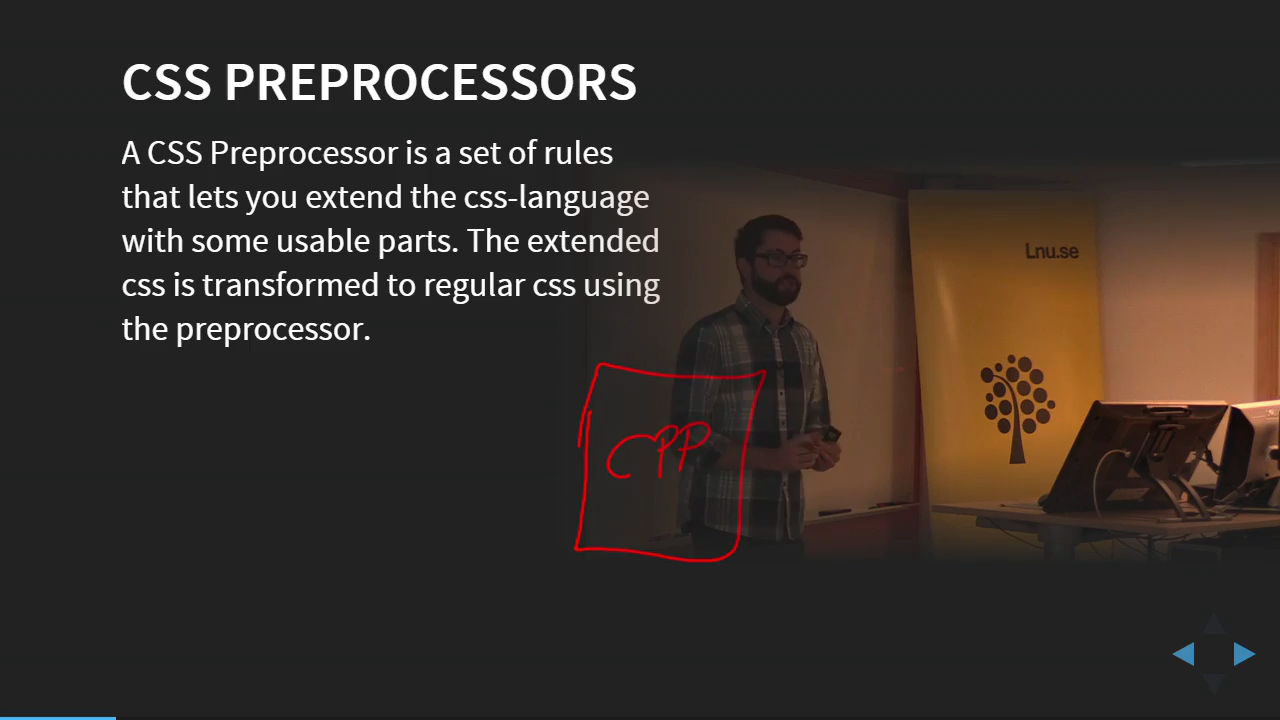 CSS PREPROCESSORS
A CSS Preprocessor is a set of rules
that lets you extend the css-language
with some usable parts. The extended
css is transformed to regular css using
the preprocessor.
Lnu.se
CPP